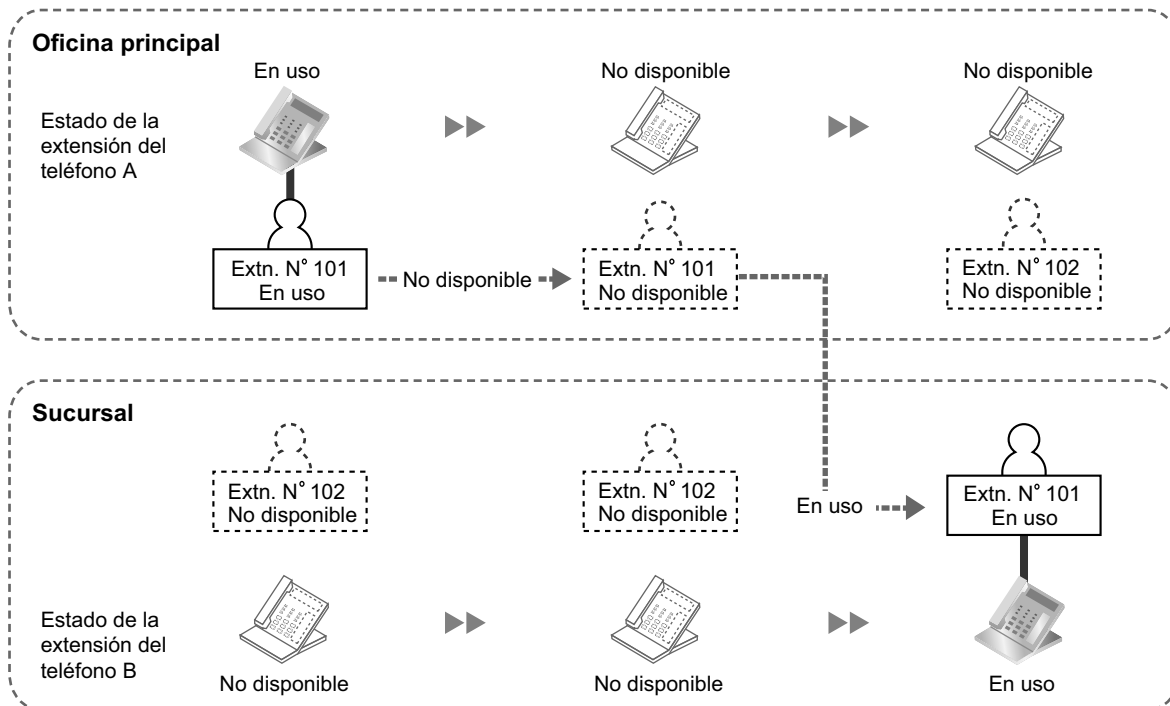 Oficina principal
En uso
No disponible
No disponible
Estado de la
extensión del
teléfono A
Extn. N° 101
En uso
No disponible
Extn. N° 101
No disponible
Extn. N° 102
No disponible
Sucursal
Extn. N° 102
No disponible
Extn. N° 102
No disponible
En uso
Extn. N° 101
En uso
Estado de la
extensión del
teléfono B
No disponible
No disponible
En uso